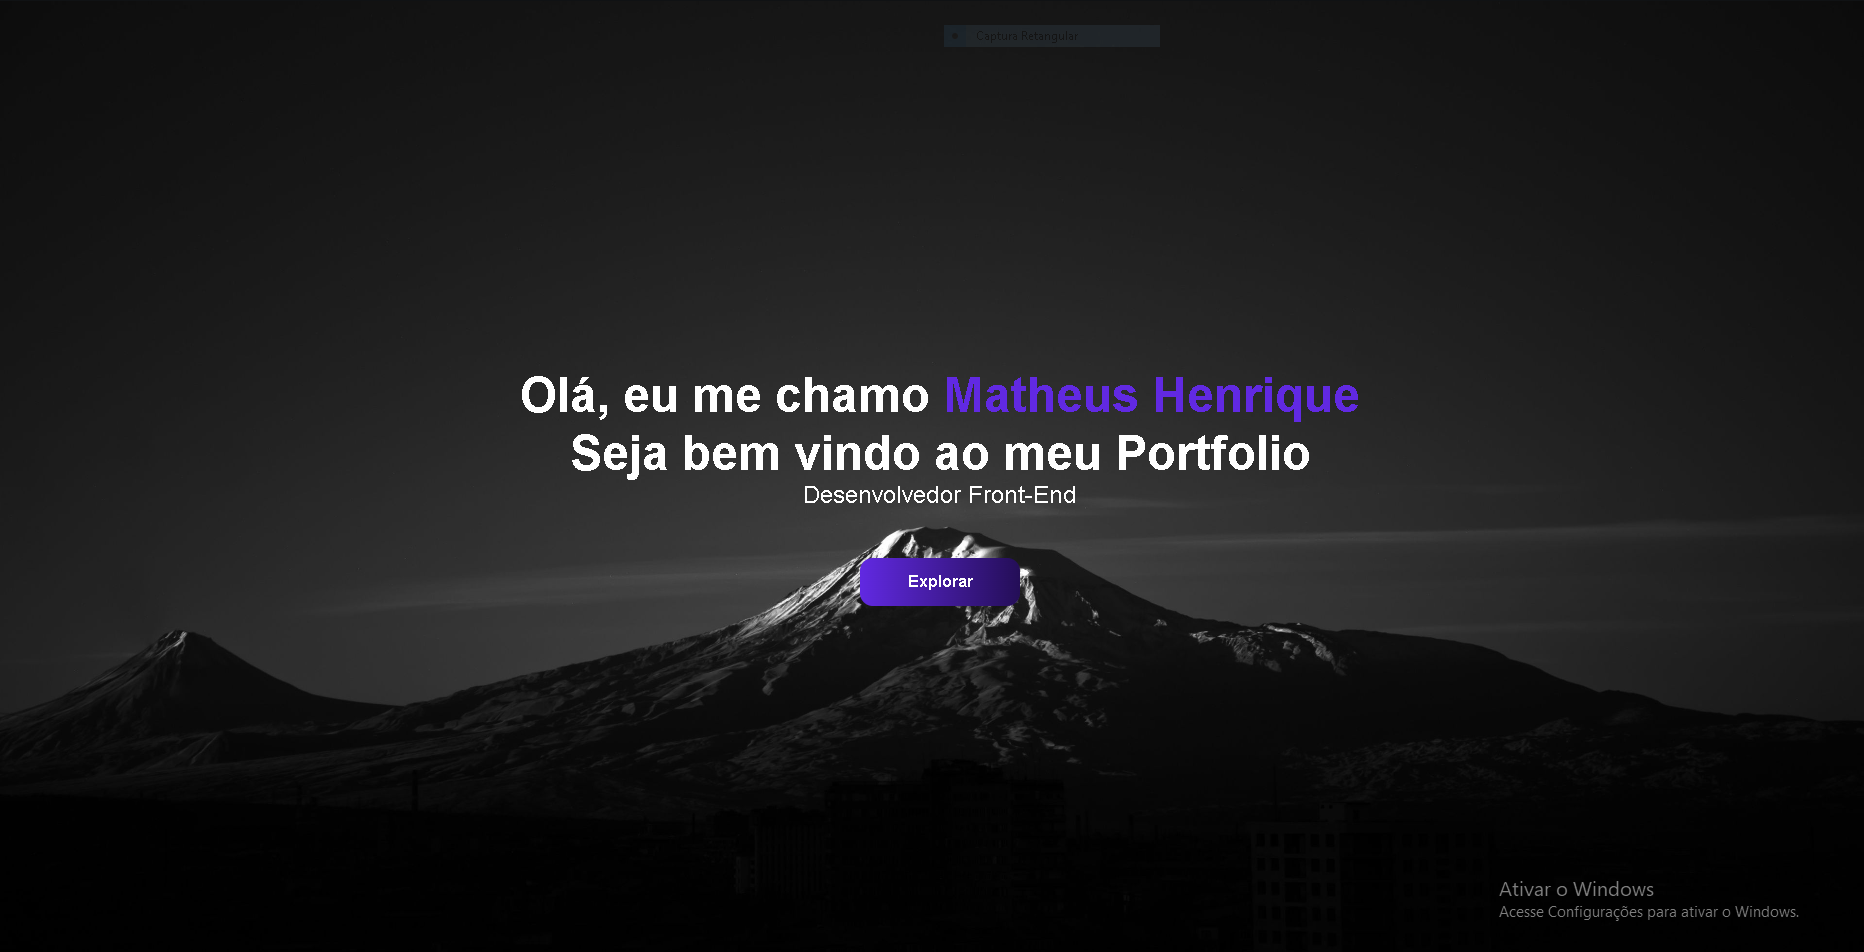 Captura Retangular
Olá, eu me chamo Matheus Henrique
Seja bem vindo ao meu Portfolio
Desenvolvedor Front-End
Explorar
Ativar o Windows
Acesse Configurações para ativar o Windows.